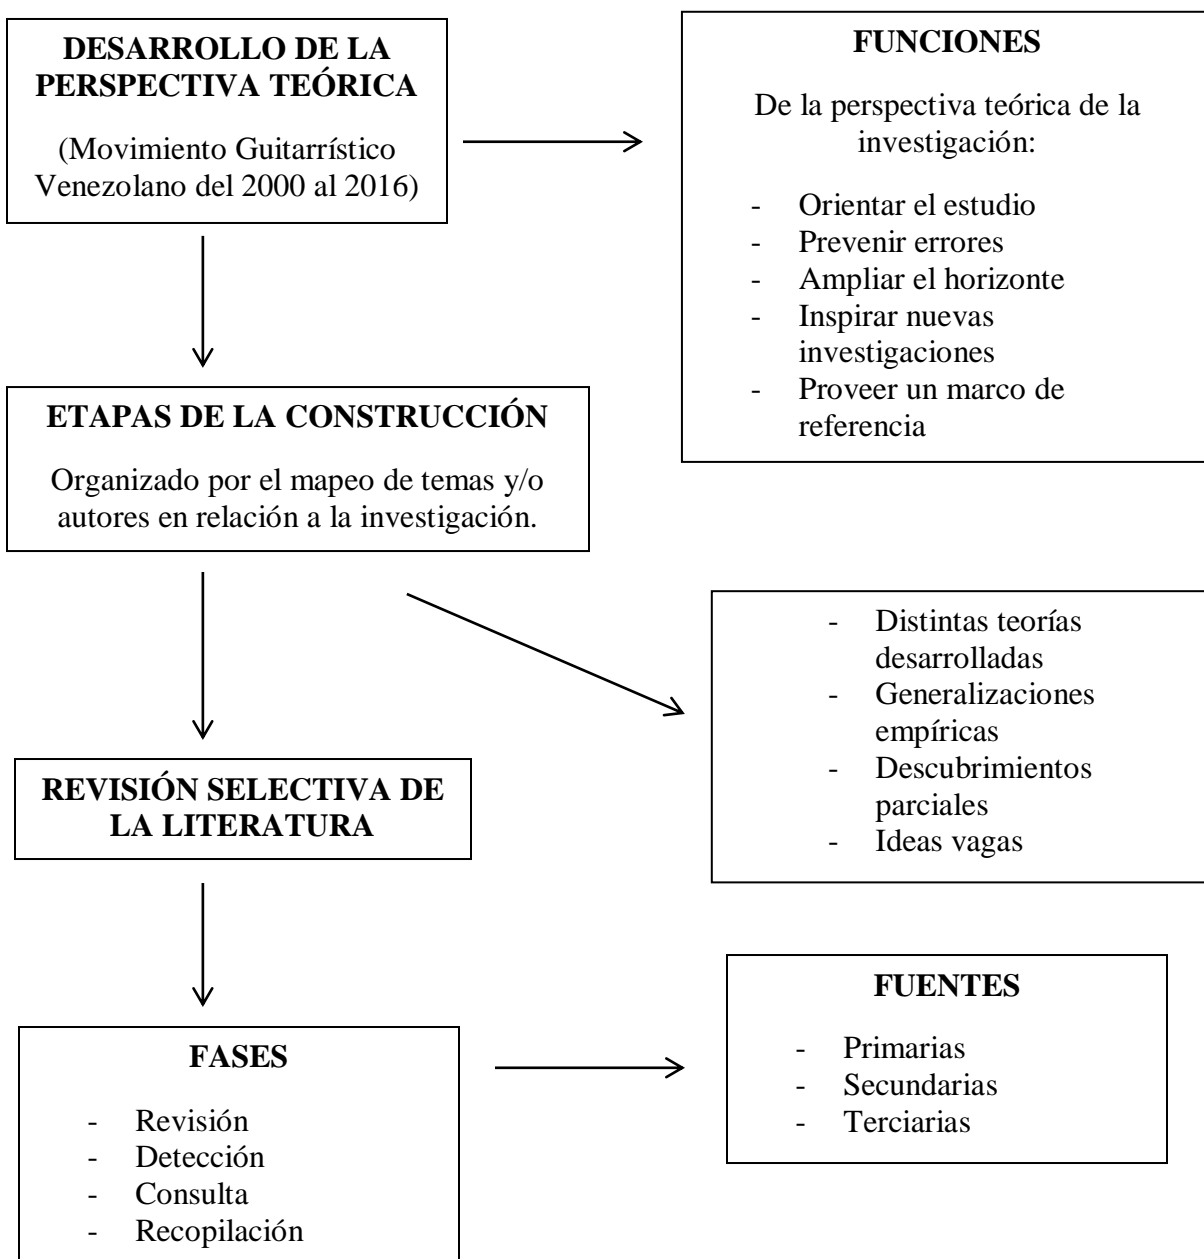 DESARROLLO DE LA
PERSPECTIVA TEÓRICA
(Movimiento Guitarrístico
Venezolano del 2000 al 2016)
FUNCIONES
De la perspectiva teórica de la
investigación:
- Orientar el estudio
- Prevenir errores
- Ampliar el horizonte
- Inspirar nuevas
investigaciones
- Proveer un marco de
referencia
ETAPAS DE LA CONSTRUCCIÓN
Organizado por el mapeo de temas y/o
autores en relación a la investigación.
- Distintas teorías
desarrolladas
- Generalizaciones
empíricas
- Descubrimientos
parciales
- Ideas vagas
REVISIÓN SELECTIVA DE
LA LITERATURA
FASES
- Revisión
- Detección
- Consulta
- Recopilación
FUENTES
- Primarias
- Secundarias
- Terciarias